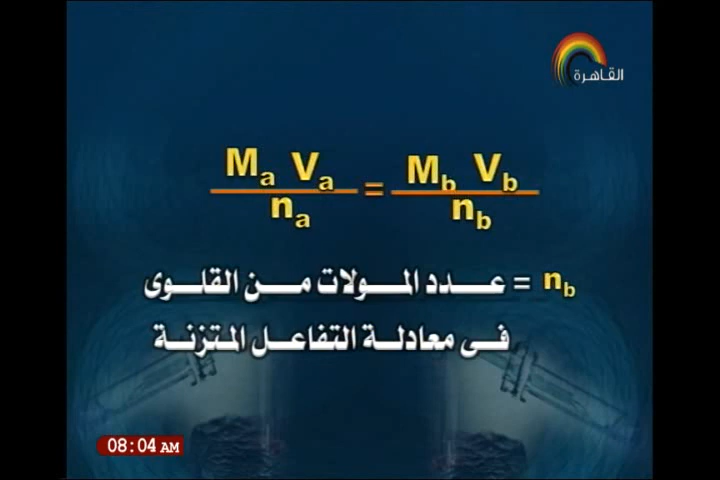 القاهرة
Ma Va / na = Mb Vb / nb
nb = عدد المولات من القلوى
فى معادلة التفاعل المتزنة
08:04 AM